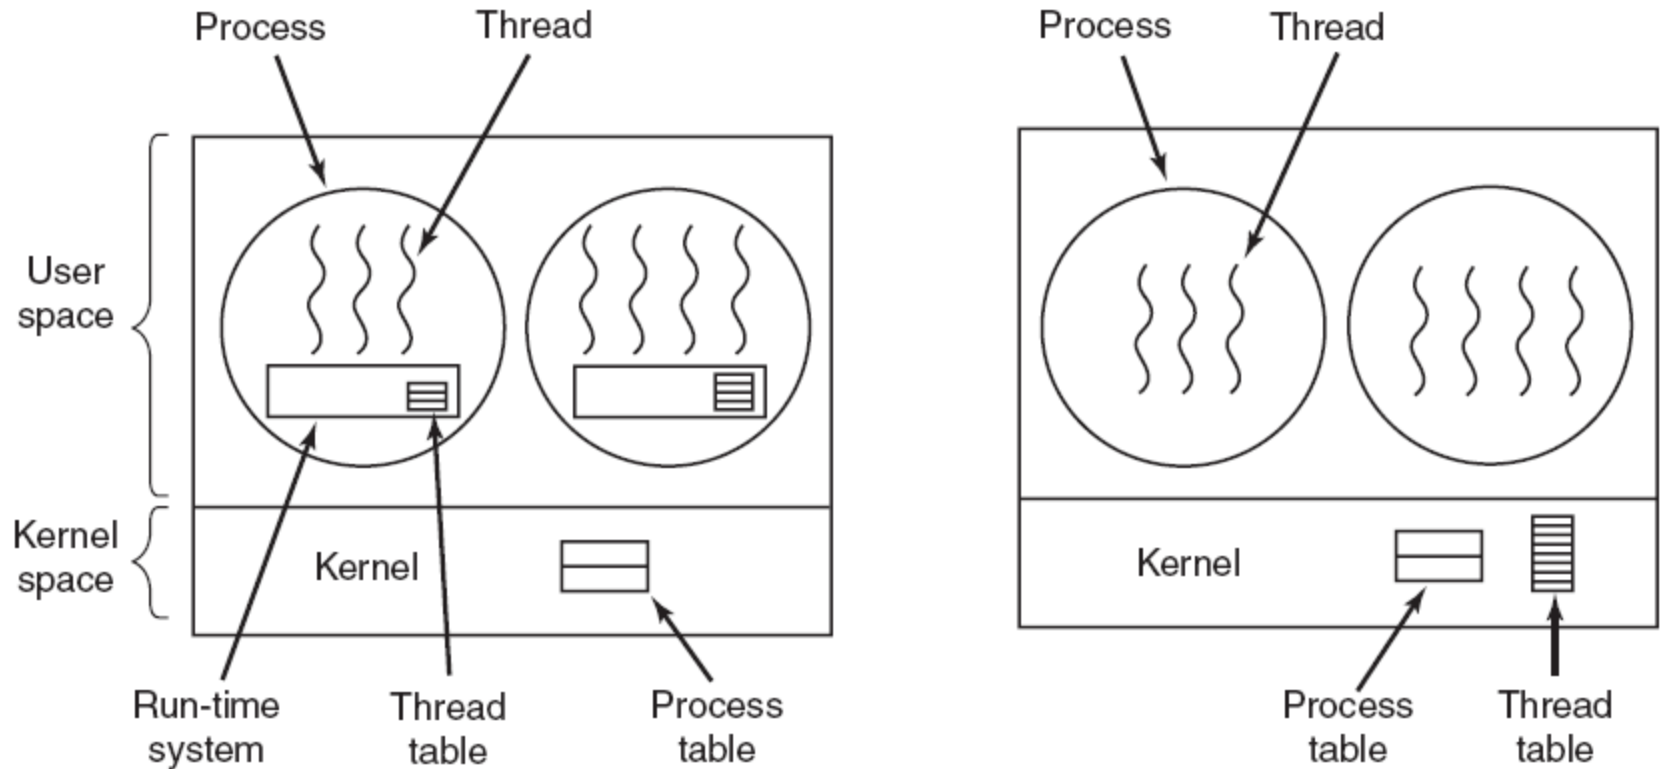 Process
Thread
User
space
Kernel
space
Kernel
Run-time
system
Thread
table
Process
table
Process
Thread
Kernel
Process
table
Thread
table